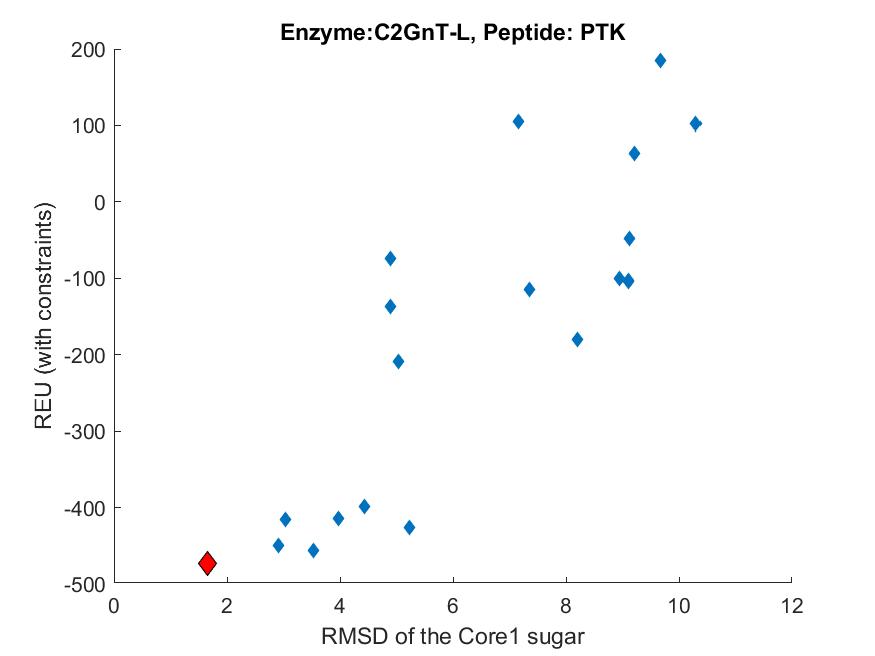 Enzyme:C2GnT-L, Peptide: PTK
200
100
0
-100
-200
-300
-400
-500
REU (with constraints)
0 2 4 6 8 10 12
RMSD of the Core1 sugar